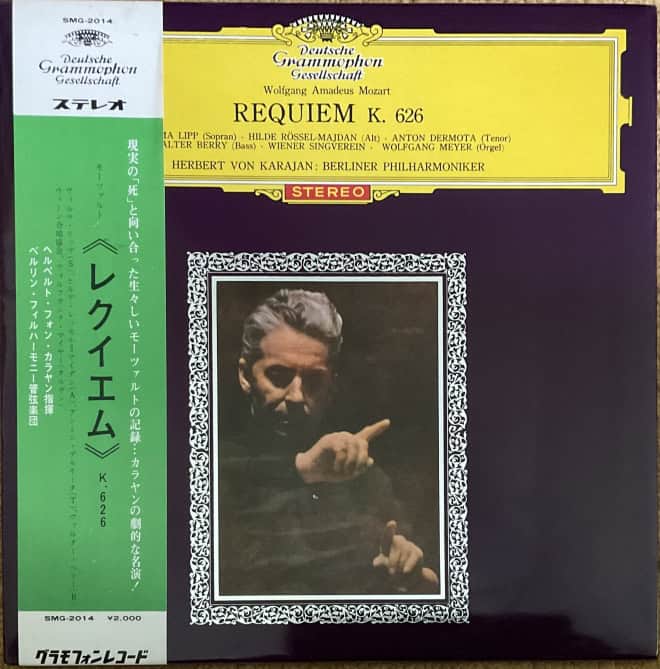 SMG-2014
Deutsche
Grammophon
Gesellschaft
ステレオ
現実の「死」と向い合った生々しいモーツァルトの記録…カラヤンの劇的な名演!
モーツァルト
《レクイエム》K.626
ヘルベルト・フォン・カラヤン指揮
ベルリン・フィルハーモニー管弦楽団
SMG-2014 ¥2,000
グラモフォンレコード
Deutsche
Grammophon
Gesellschaft
Wolfgang Amadeus Mozart
REQUIEM K. 626
MA LIPP (Sopran) · HILDE RÖSSEL-MAJDAN (Alt) · ANTON DERMOTA (Tenor)
ALTER BERRY (Bass) · WIENER SINGVEREIN · WOLFGANG MEYER (Orgel)
HERBERT VON KARAJAN: BERLINER PHILHARMONIKER
STEREO